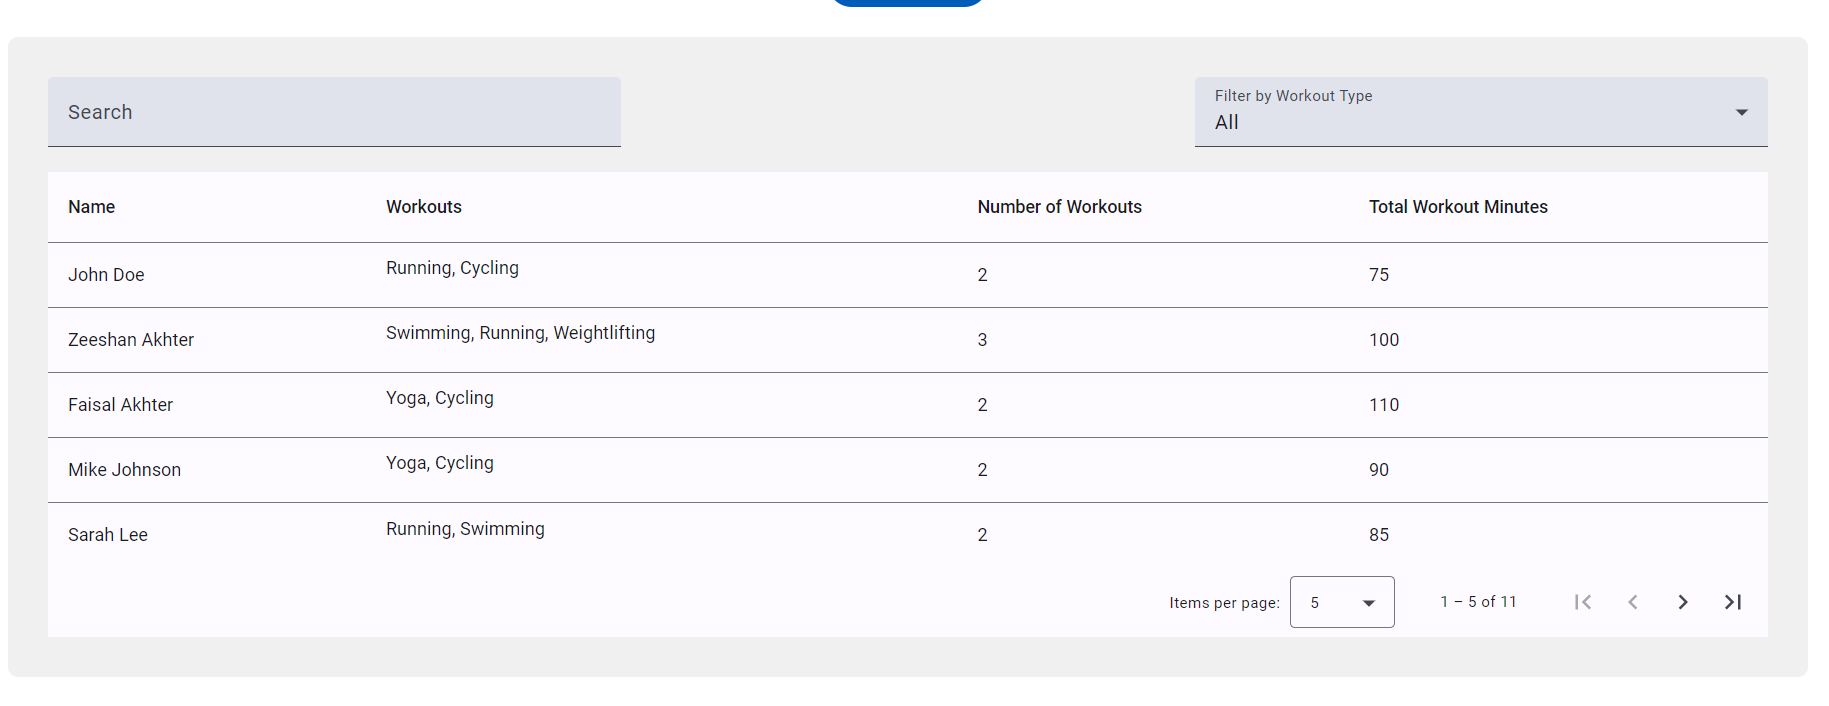 Search
Filter by Workout Type
All
Name Workouts Number of Workouts Total Workout Minutes
John Doe Running, Cycling 2 75
Zeeshan Akhter Swimming, Running, Weightlifting 3 100
Faisal Akhter Yoga, Cycling 2 110
Mike Johnson Yoga, Cycling 2 90
Sarah Lee Running, Swimming 2 85
Items per page: 5 1 – 5 of 11